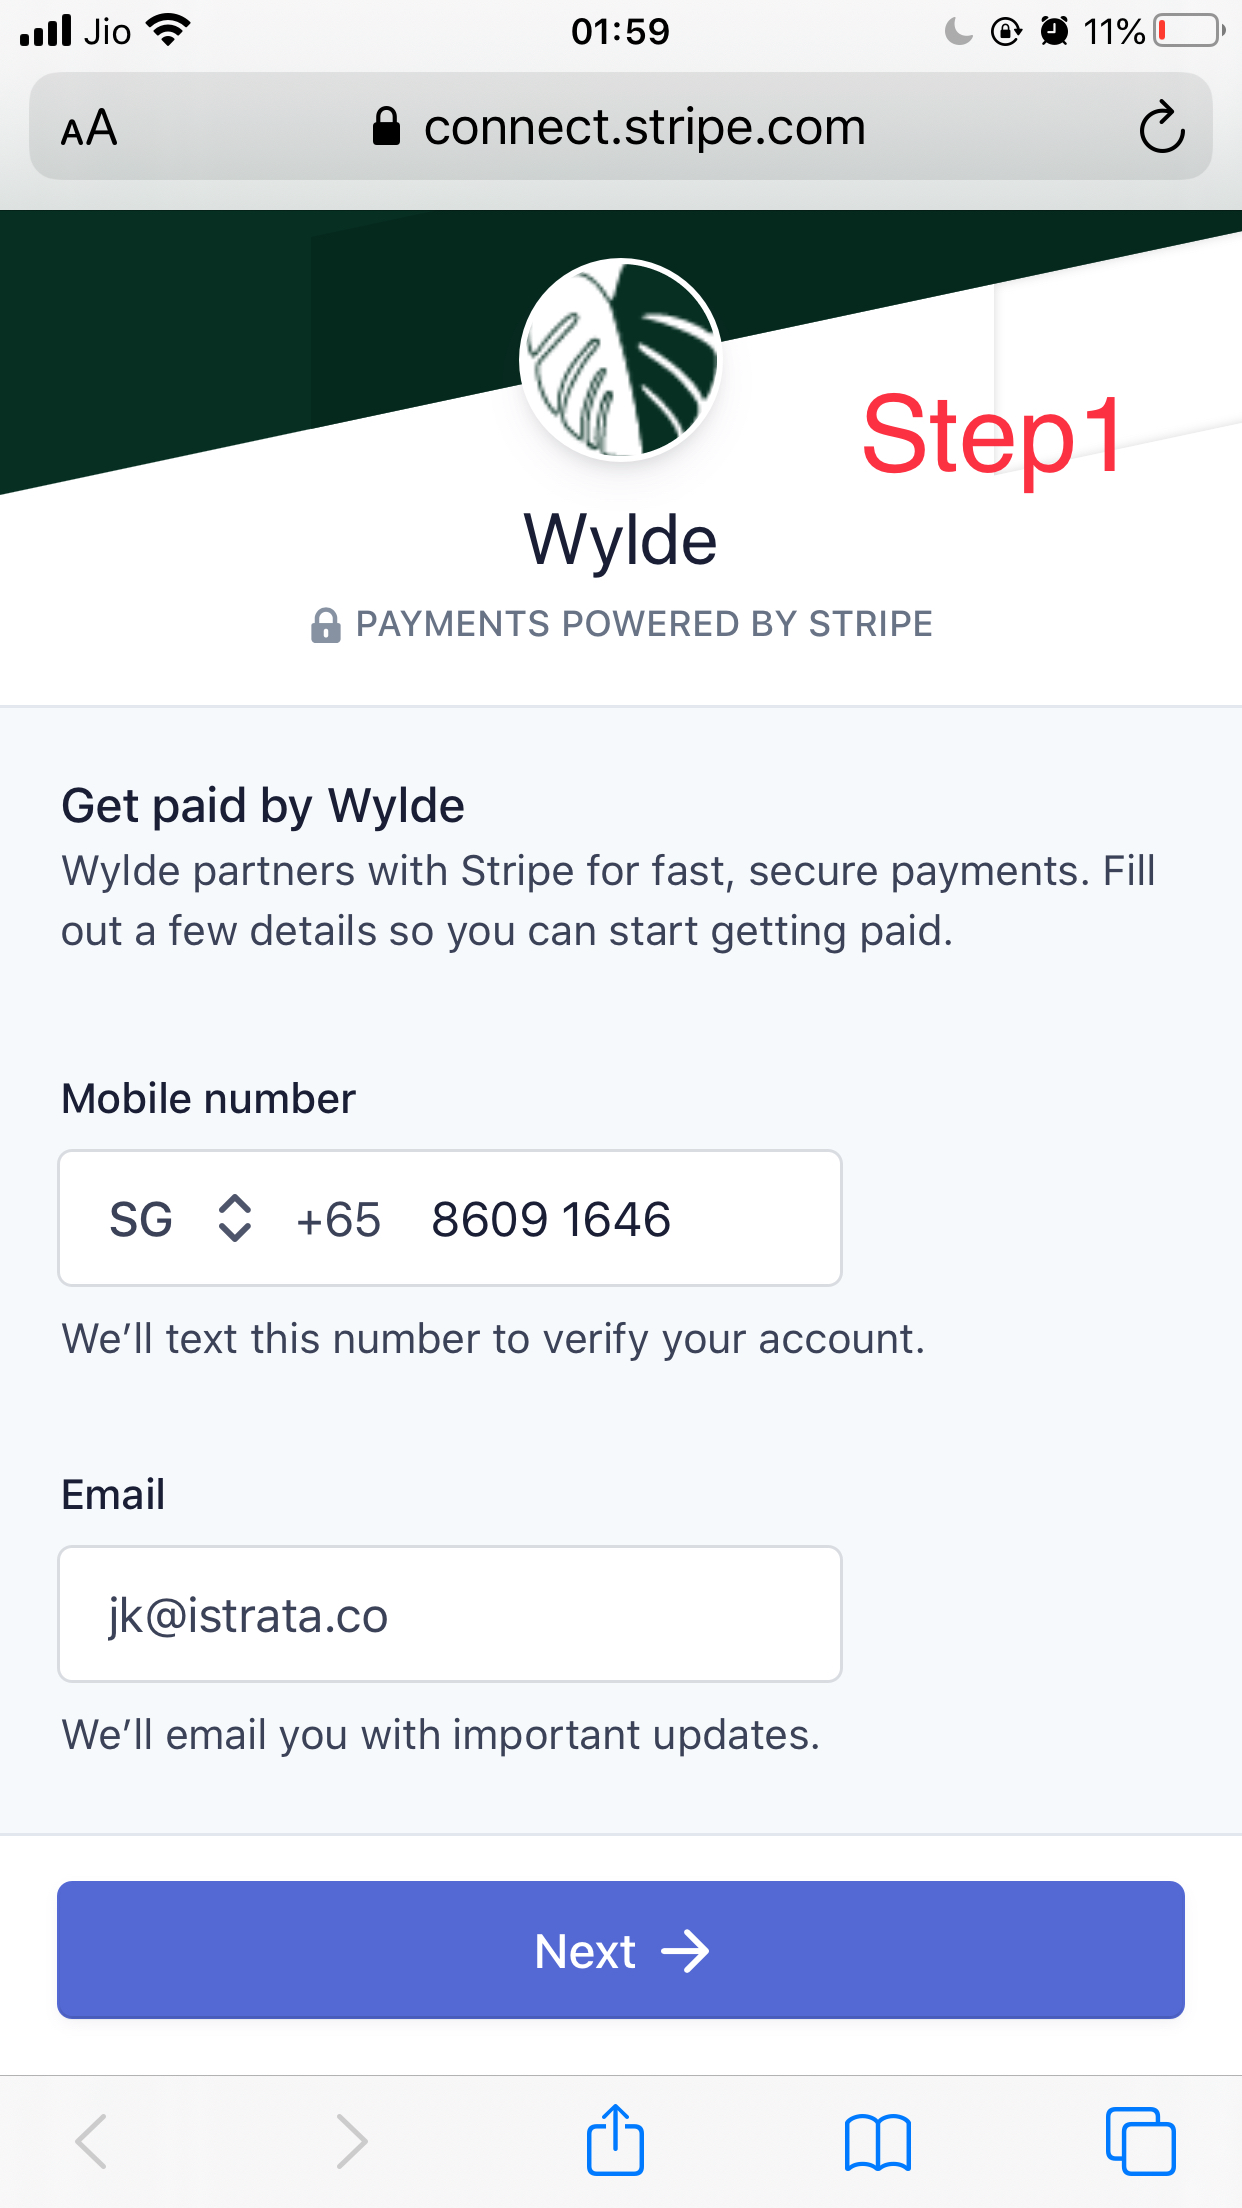 Jio 01:59 11%
AA connect.stripe.com
Step1
Wylde
PAYMENTS POWERED BY STRIPE
Get paid by Wylde
Wylde partners with Stripe for fast, secure payments. Fill
out a few details so you can start getting paid.
Mobile number
SG +65 8609 1646
We’ll text this number to verify your account.
Email
jk@istrata.co
We’ll email you with important updates.
Next →